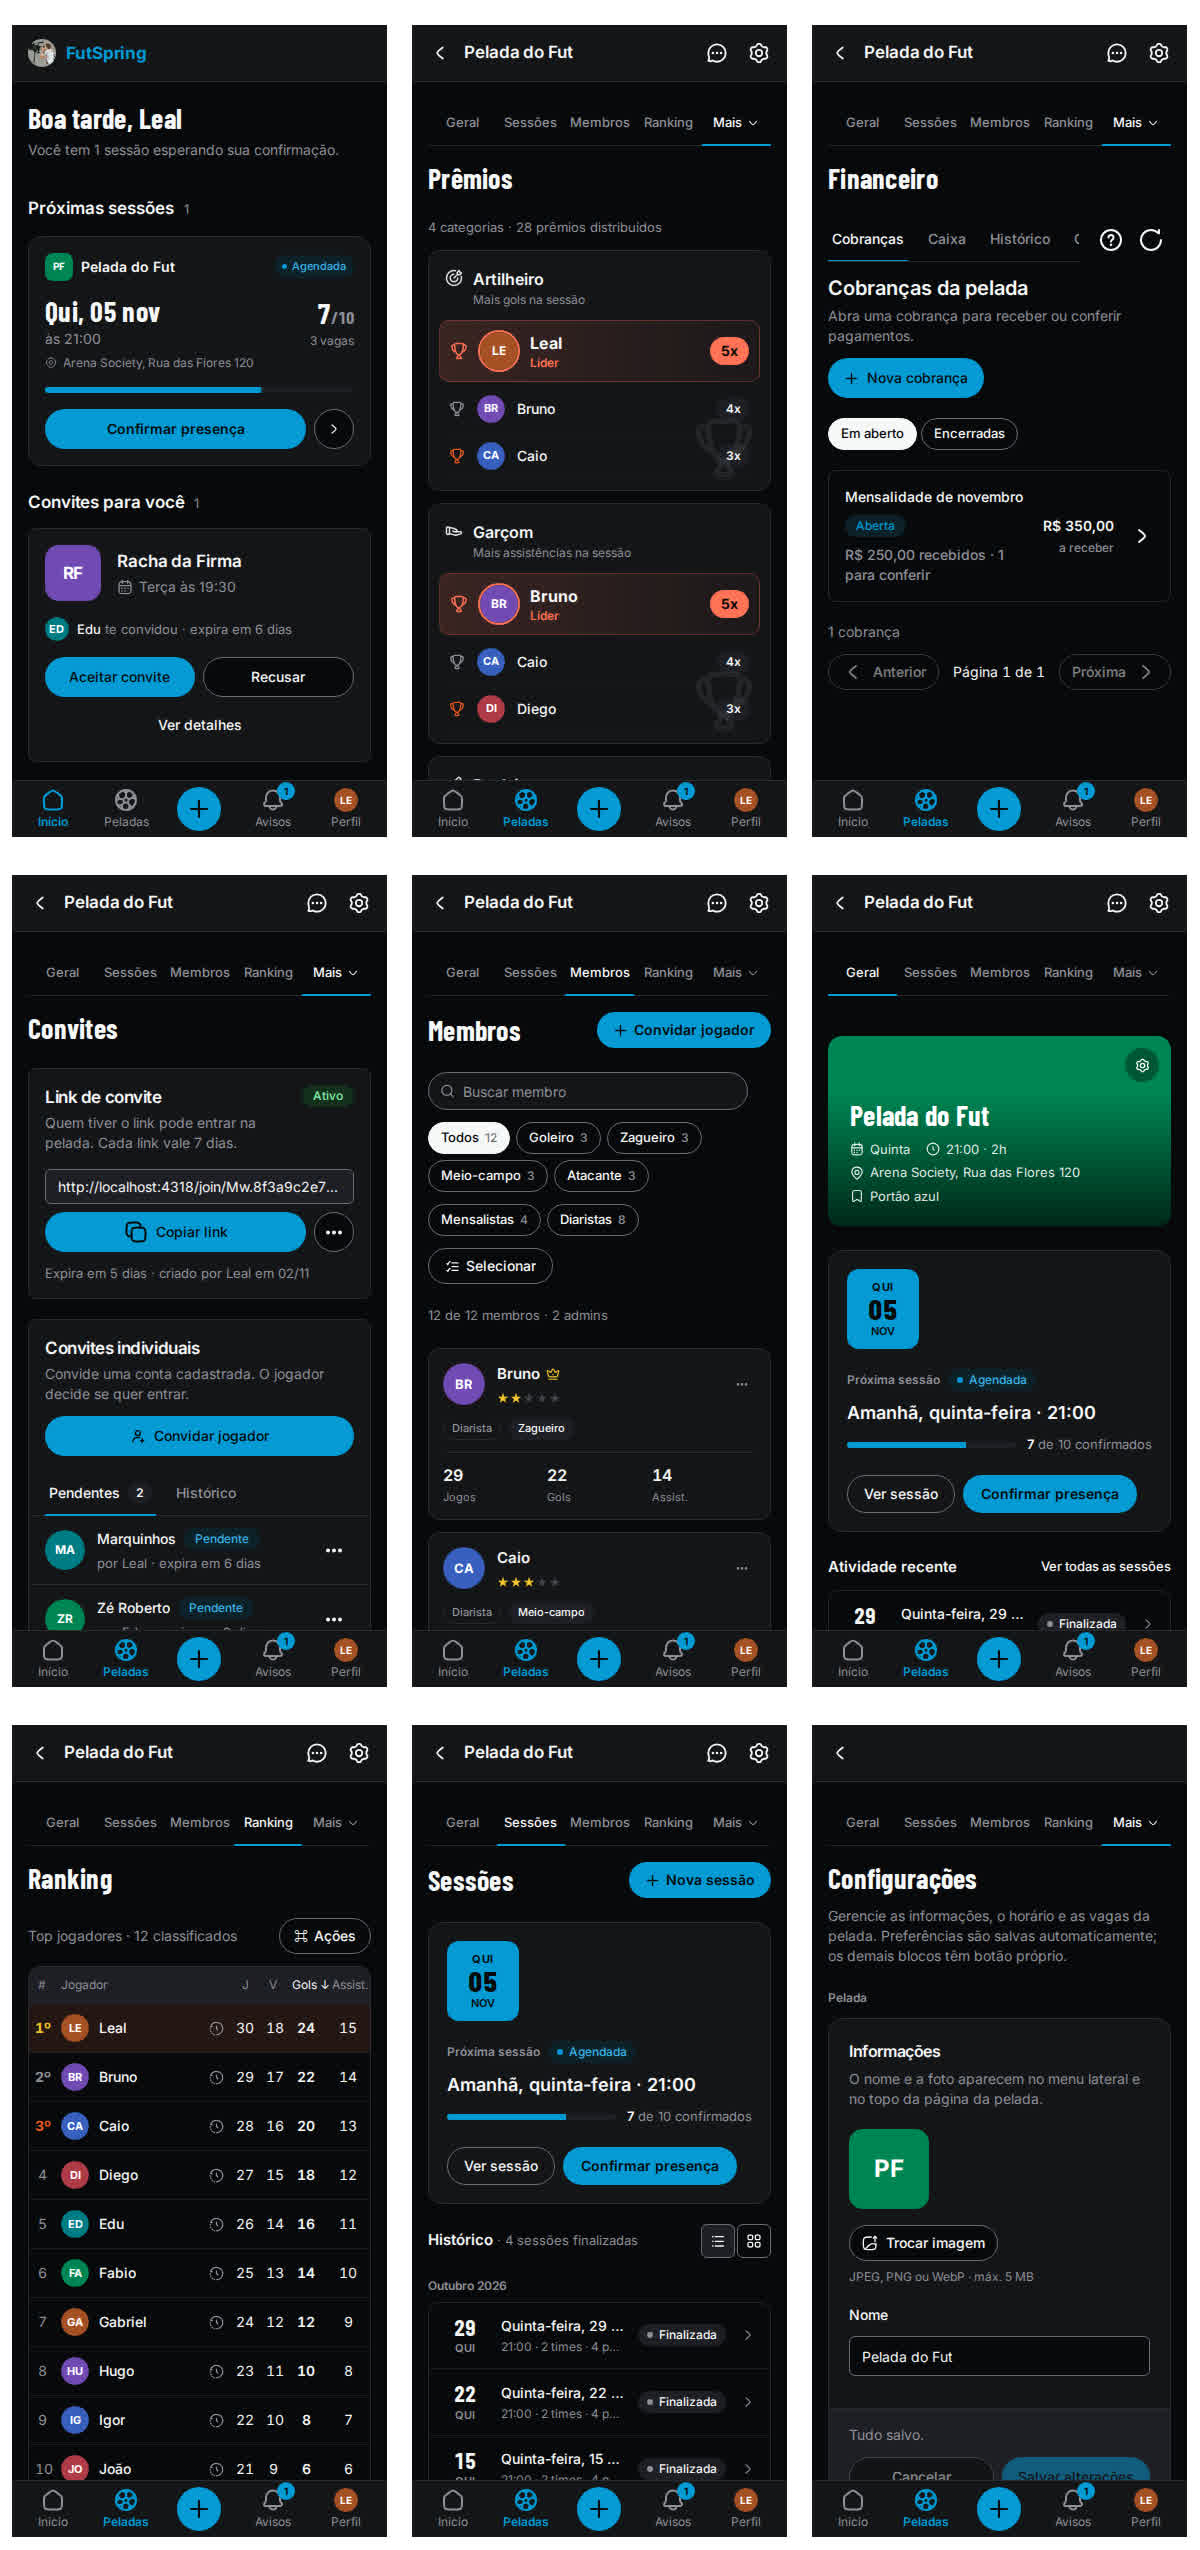 FutSpring
Boa tarde, Leal
Você tem 1 sessão esperando sua confirmação.
Próximas sessões 1
PF Pelada do Fut Agendada
Qui, 05 nov 7/10
às 21:00 3 vagas
Arena Society, Rua das Flores 120
Confirmar presença
Convites para você 1
RF Racha da Firma
Terça às 19:30
ED Edu te convidou · expira em 6 dias
Aceitar convite Recusar
Ver detalhes
1 LE
Início Peladas Avisos Perfil
Pelada do Fut
Geral Sessões Membros Ranking Mais
Prêmios
4 categorias · 28 prêmios distribuídos
Artilheiro
Mais gols na sessão
LE Leal 5x
Líder
BR Bruno 4x
CA Caio 3x
Garçom
Mais assistências na sessão
BR Bruno 5x
Líder
CA Caio 4x
DI Diego 3x
1 LE
Início Peladas Avisos Perfil
Pelada do Fut
Geral Sessões Membros Ranking Mais
Financeiro
Cobranças Caixa Histórico
Cobranças da pelada
Abra uma cobrança para receber ou conferir
pagamentos.
+ Nova cobrança
Em aberto Encerradas
Mensalidade de novembro
Aberta R$ 350,00
a receber
R$ 250,00 recebidos · 1
para conferir
1 cobrança
Anterior Página 1 de 1 Próxima
1 LE
Início Peladas Avisos Perfil
Pelada do Fut
Geral Sessões Membros Ranking Mais
Convites
Link de convite Ativo
Quem tiver o link pode entrar na
pelada. Cada link vale 7 dias.
http://localhost:4318/join/Mw.8f3a9c2e7...
Copiar link
Expira em 5 dias · criado por Leal em 02/11
Convites individuais
Convide uma conta cadastrada. O jogador
decide se quer entrar.
Convidar jogador
Pendentes 2 Histórico
MA Marquinhos Pendente
por Leal · expira em 6 dias
ZR Zé Roberto Pendente
1 LE
Início Peladas Avisos Perfil
Pelada do Fut
Geral Sessões Membros Ranking Mais
Membros + Convidar jogador
Buscar membro
Todos 12 Goleiro 3 Zagueiro 3
Meio-campo 3 Atacante 3
Mensalistas 4 Diaristas 8
Selecionar
12 de 12 membros · 2 admins
BR Bruno
Diarista Zagueiro
29 22 14
Jogos Gols Assist.
CA Caio
Diarista Meio-campo
1 LE
Início Peladas Avisos Perfil
Pelada do Fut
Geral Sessões Membros Ranking Mais
Pelada do Fut
Quinta 21:00 · 2h
Arena Society, Rua das Flores 120
Portão azul
QUI
05
NOV
Próxima sessão Agendada
Amanhã, quinta-feira · 21:00
7 de 10 confirmados
Ver sessão Confirmar presença
Atividade recente Ver todas as sessões
29 Quinta-feira, 29 ... Finalizada
1 LE
Início Peladas Avisos Perfil
Pelada do Fut
Geral Sessões Membros Ranking Mais
Ranking
Top jogadores · 12 classificados Ações
# Jogador J V Gols ↓ Assist.
1º LE Leal 30 18 24 15
2º BR Bruno 29 17 22 14
3º CA Caio 28 16 20 13
4 DI Diego 27 15 18 12
5 ED Edu 26 14 16 11
6 FA Fabio 25 13 14 10
7 GA Gabriel 24 12 12 9
8 HU Hugo 23 11 10 8
9 IG Igor 22 10 8 7
10 JO João 21 9 6 6
1 LE
Início Peladas Avisos Perfil
Pelada do Fut
Geral Sessões Membros Ranking Mais
Sessões + Nova sessão
QUI
05
NOV
Próxima sessão Agendada
Amanhã, quinta-feira · 21:00
7 de 10 confirmados
Ver sessão Confirmar presença
Histórico · 4 sessões finalizadas
Outubro 2026
29 Quinta-feira, 29 ... Finalizada
QUI 21:00 · 2 times · 4 p...
22 Quinta-feira, 22 ... Finalizada
QUI 21:00 · 2 times · 4 p...
15 Quinta-feira, 15 ... Finalizada
QUI 21:00 · 2 times · 4 p...
1 LE
Início Peladas Avisos Perfil
Geral Sessões Membros Ranking Mais
Configurações
Gerencie as informações, o horário e as vagas da
pelada. Preferências são salvas automaticamente;
os demais blocos têm botão próprio.
Pelada
Informações
O nome e a foto aparecem no menu lateral e
no topo da página da pelada.
PF
Trocar imagem
JPEG, PNG ou WebP · máx. 5 MB
Nome
Pelada do Fut
Tudo salvo.
Cancelar Salvar alterações
1 LE
Início Peladas Avisos Perfil